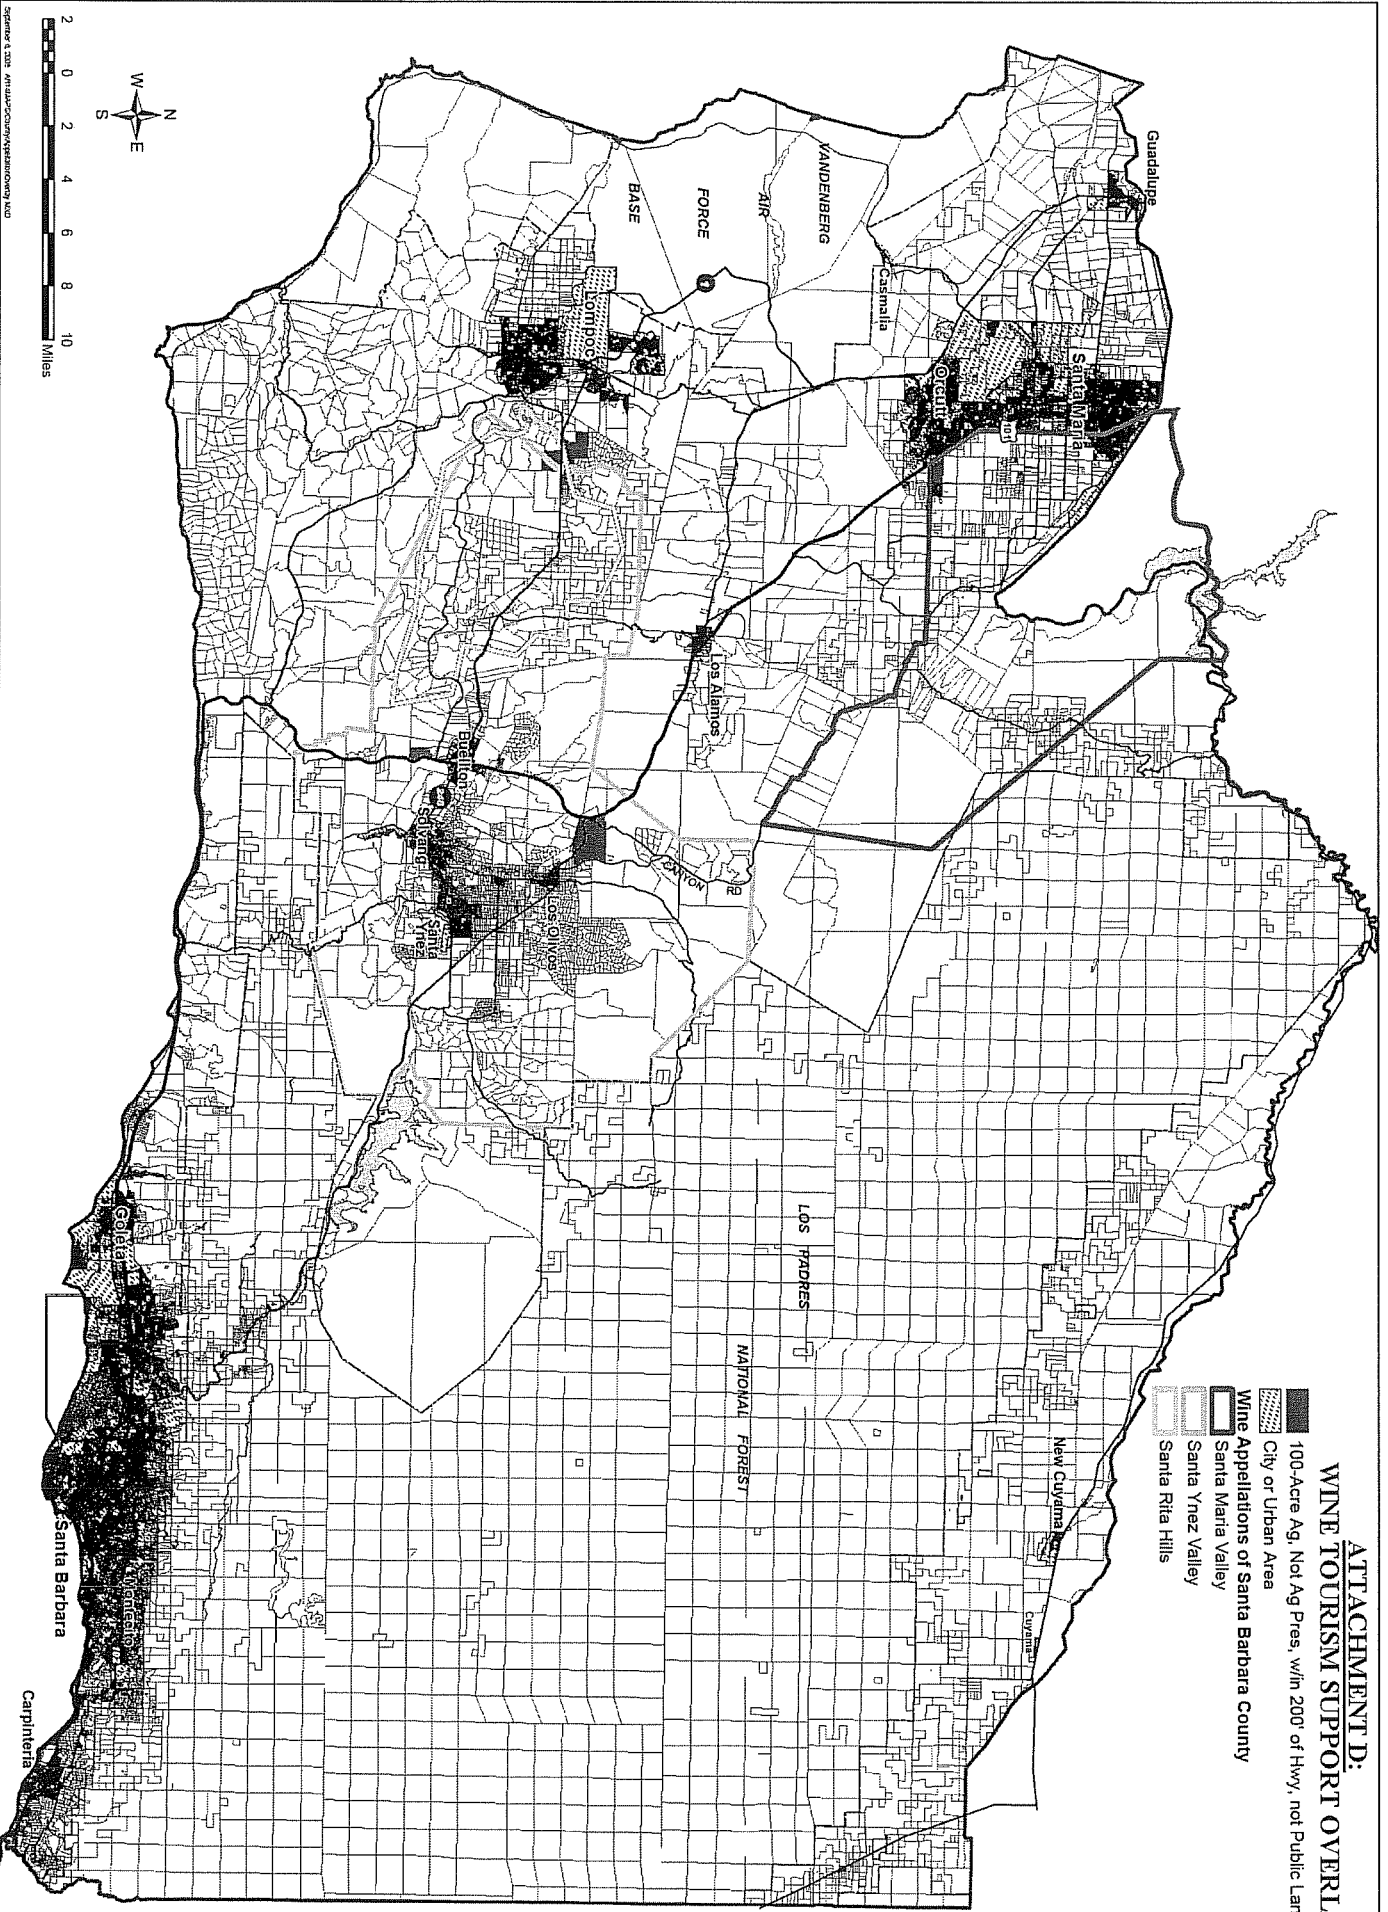 ATTACHMENT D:
WINE TOURISM SUPPORT OVERL
100-Acre Ag, Not Ag Pres, w/in 200' of Hwy, not Public Lan
City or Urban Area
Wine Appellations of Santa Barbara County
Santa Maria Valley
Santa Ynez Valley
Santa Rita Hills
Guadalupe
Santa Maria
Orcutt
Casmalia
VANDENBERG
AIR
FORCE
BASE
Lompoc
Los Alamos
Buellton
Solvang
Santa
Ynez
Los Olivos
CANYON
RD
LOS PADRES
NATIONAL FOREST
New Cuyama
Cuyama
Goleta
Santa Barbara
Montecito
Carpinteria
N
W
E
S
2 0 2 4 6 8 10
Miles